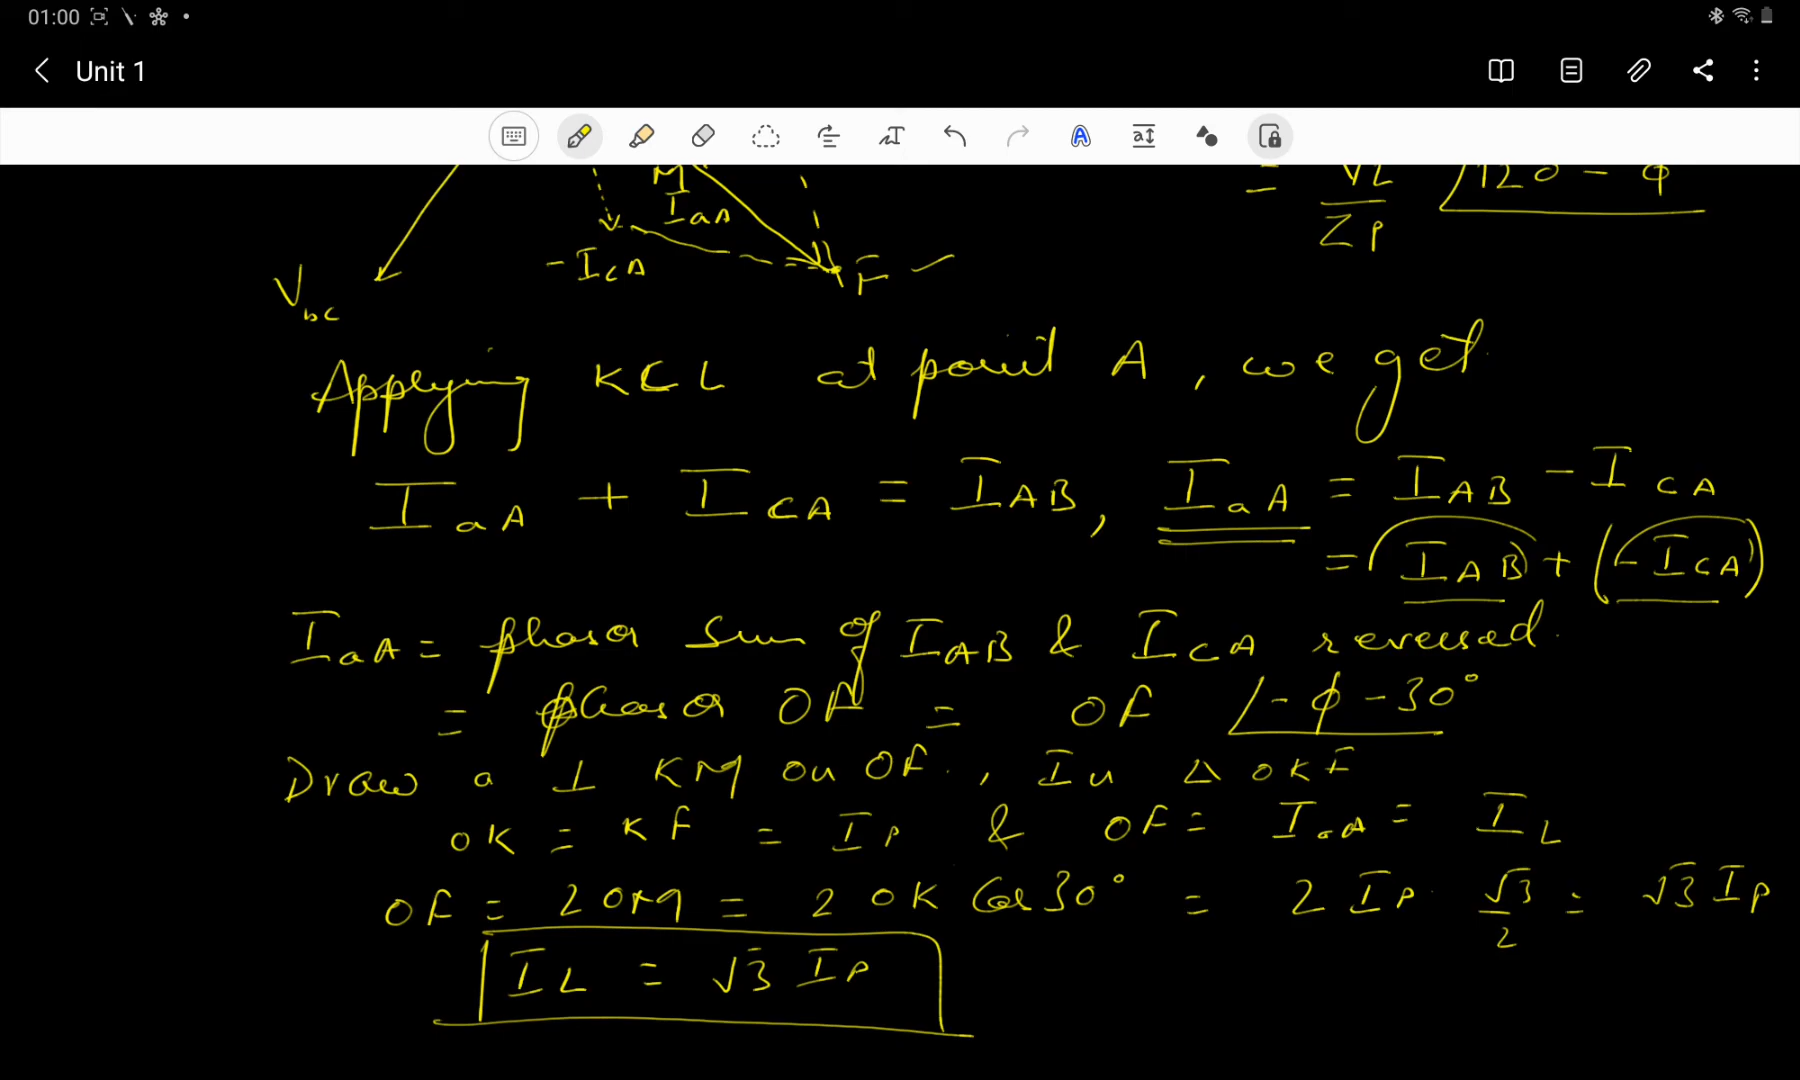 01:00
Unit 1
= VL / ZP ∠120 - φ
M
IaA
-ICA
F
Vbc
Applying KCL at point A, we get
IaA + ICA = IAB, IaA = IAB - ICA
= IAB + (-ICA)
IaA = phasor sum of IAB & ICA reversed.
= phasor OF = OF ∠-φ-30°
Draw a ⊥ KM on OF, In Δ OKF
OK = KF = IP & OF = IaA = IL
OF = 2 OM = 2 OK Cos 30° = 2 IP √3/2 = √3 IP
IL = √3 IP